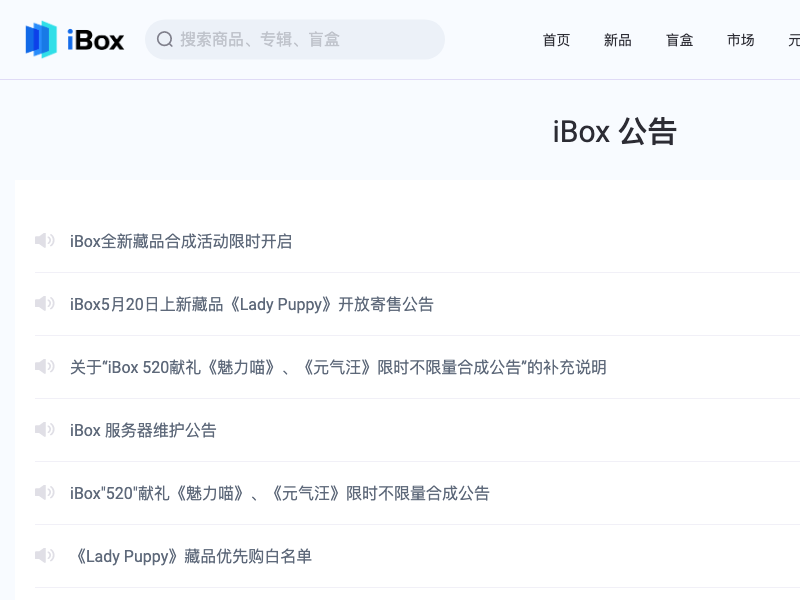 iBox
搜索商品、专辑、盲盒
首页 新品 盲盒 市场 元
iBox 公告
iBox全新藏品合成活动限时开启
iBox5月20日上新藏品《Lady Puppy》开放寄售公告
关于“iBox 520献礼《魅力喵》、《元气汪》限时不限量合成公告”的补充说明
iBox 服务器维护公告
iBox"520"献礼《魅力喵》、《元气汪》限时不限量合成公告
《Lady Puppy》藏品优先购白名单